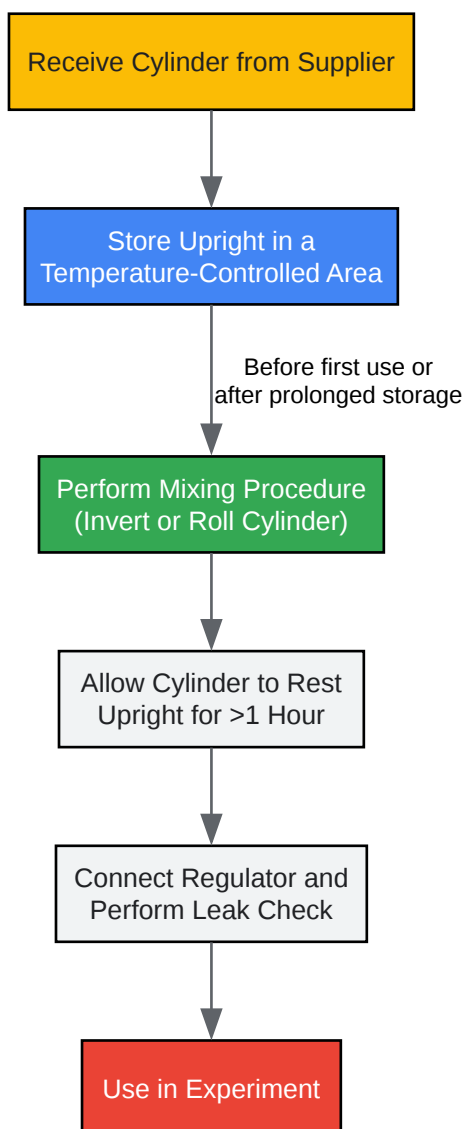 Receive Cylinder from Supplier
Store Upright in a
Temperature-Controlled Area
Before first use or
after prolonged storage
Perform Mixing Procedure
(Invert or Roll Cylinder)
Allow Cylinder to Rest
Upright for >1 Hour
Connect Regulator and
Perform Leak Check
Use in Experiment